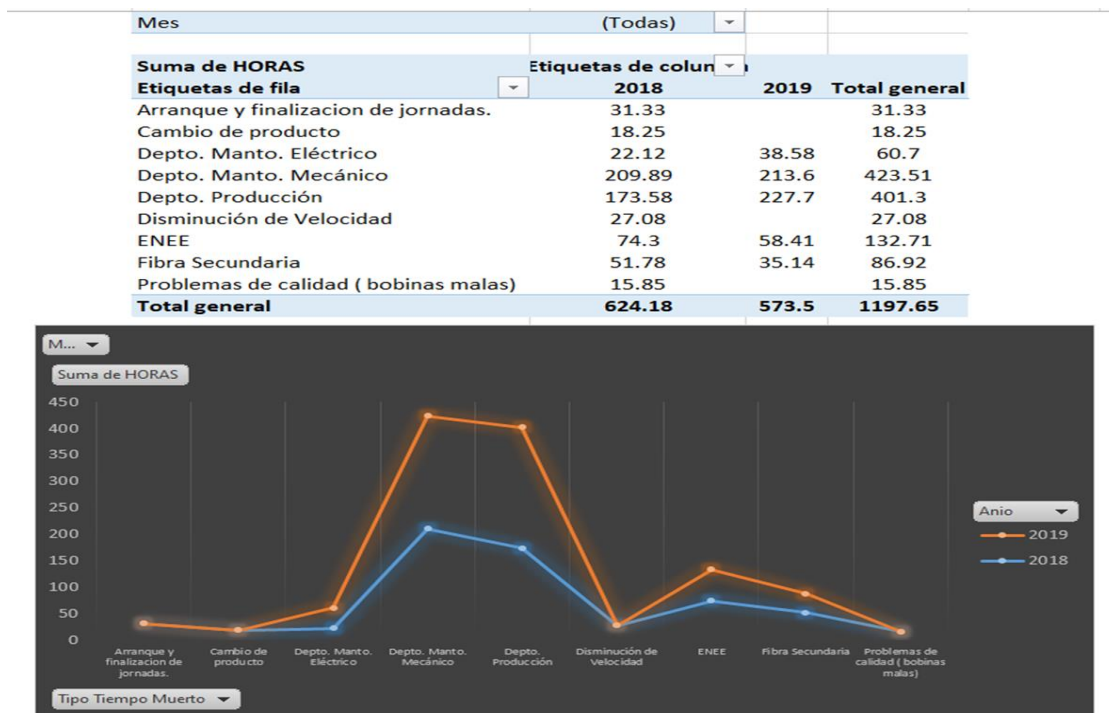 Mes (Todas)
Suma de HORAS Etiquetas de colum
Etiquetas de fila 2018 2019 Total general
Arranque y finalizacion de jornadas. 31.33 31.33
Cambio de producto 18.25 18.25
Depto. Manto. Eléctrico 22.12 38.58 60.7
Depto. Manto. Mecánico 209.89 213.6 423.51
Depto. Producción 173.58 227.7 401.3
Disminución de Velocidad 27.08 27.08
ENEE 74.3 58.41 132.71
Fibra Secundaria 51.78 35.14 86.92
Problemas de calidad ( bobinas malas) 15.85 15.85
Total general 624.18 573.5 1197.65
M...
Suma de HORAS
450
400
350
300
250
200
150
100
50
0
Anio
2019
2018
Arranque y
finalizacion de
jornadas.
Cambio de
producto
Depto. Manto.
Eléctrico
Depto. Manto.
Mecánico
Depto.
Producción
Disminución de
Velocidad
ENEE
Fibra Secundaria
Problemas de
calidad ( bobinas
malas)
Tipo Tiempo Muerto